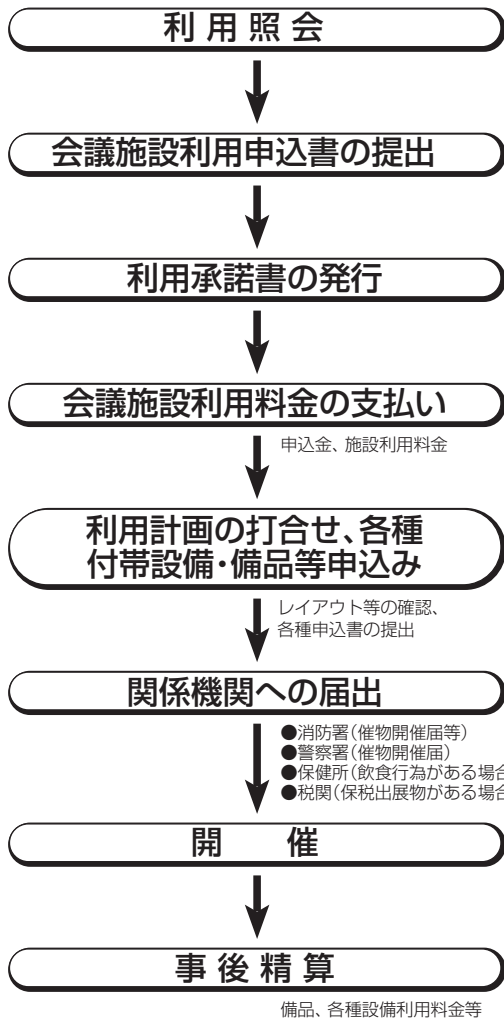 利用照会
会議施設利用申込書の提出
利用承諾書の発行
会議施設利用料金の支払い
申込金、施設利用料金
利用計画の打合せ、各種
付帯設備・備品等申込み
レイアウト等の確認、
各種申込書の提出
関係機関への届出
●消防署(催物開催届等)
●警察署(催物開催届)
●保健所(飲食行為がある場合
●税関(保税出展物がある場合
開　催
事後精算
備品、各種設備利用料金等